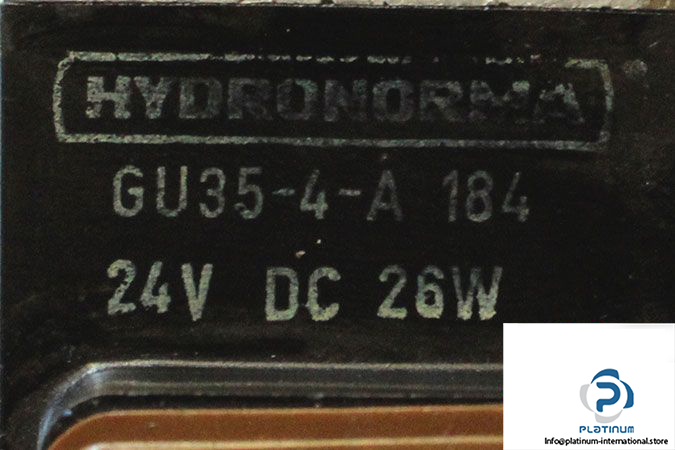 HYDRONORMA
GU35-4-A 184
24V DC 26W
PLATINUM
Info@platinum-international.store